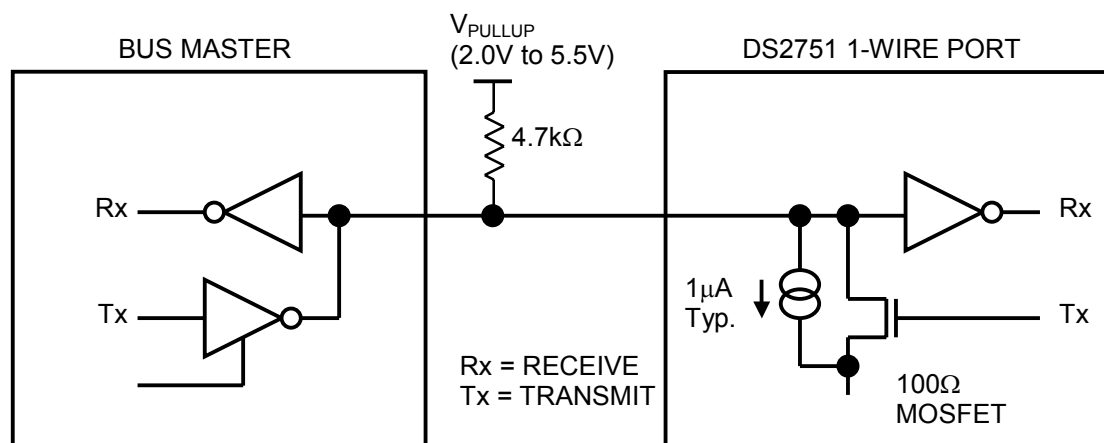 BUS MASTER
V_PULLUP
(2.0V to 5.5V)
DS2751 1-WIRE PORT
4.7kΩ
Rx
Rx
Tx
1μA
Typ.
Tx
Rx = RECEIVE
Tx = TRANSMIT
100Ω
MOSFET